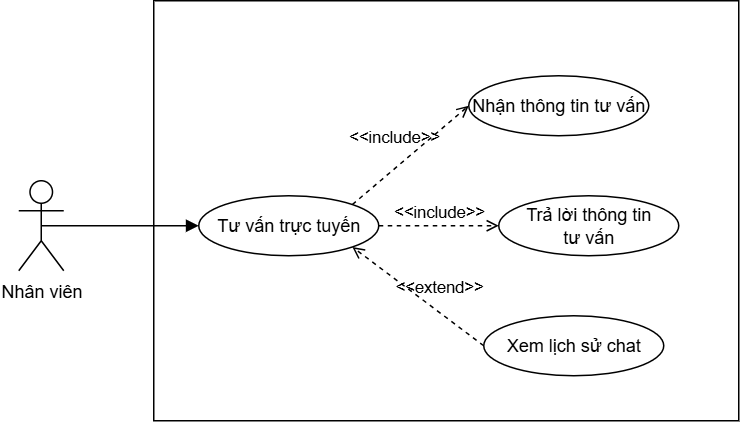 Nhận thông tin tư vấn
<<include>>
Nhân viên
Tư vấn trực tuyến
<<include>>
Trả lời thông tin
tư vấn
<<extend>>
Xem lịch sử chat